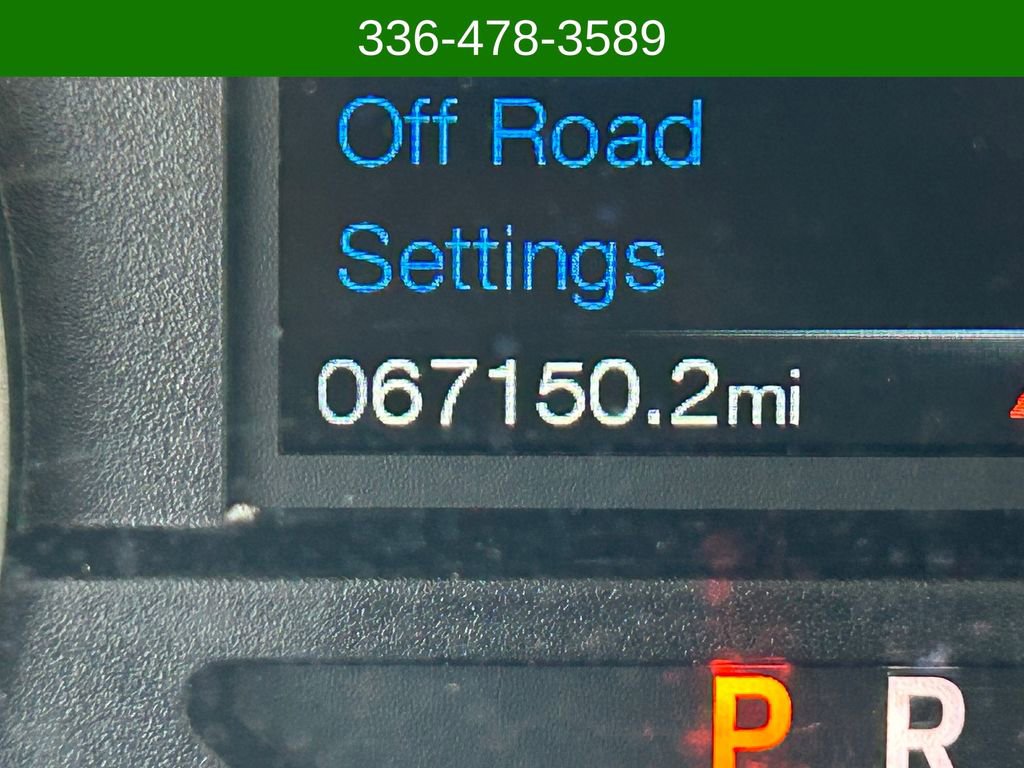 336-478-3589
Off Road
Settings
067150.2mi
P R